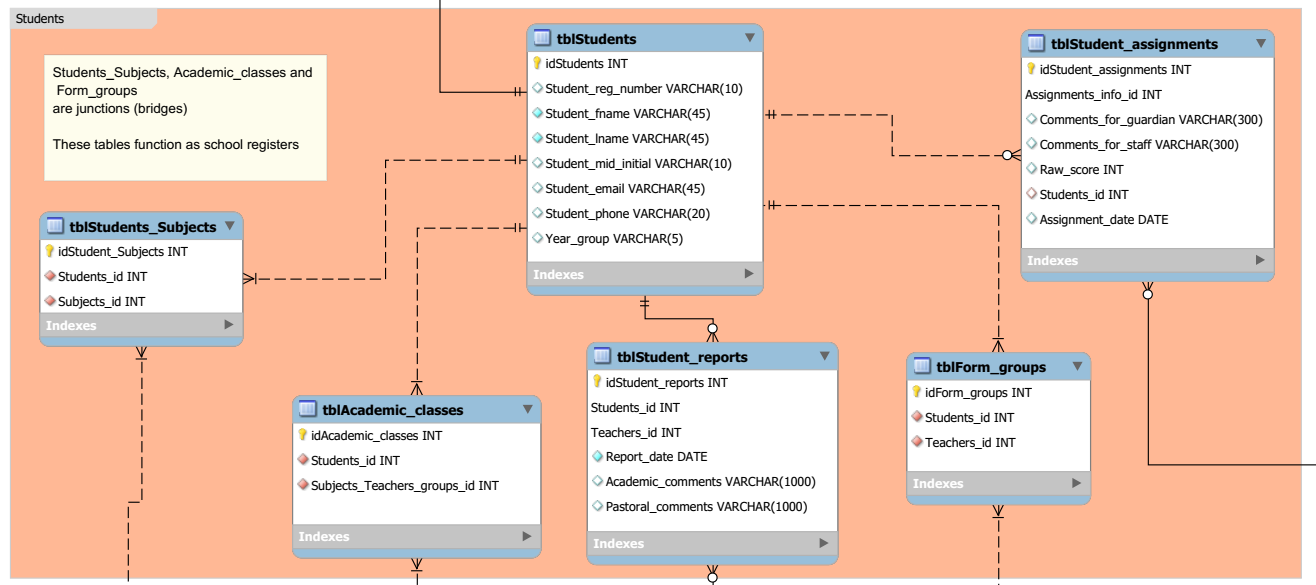 Students
Students_Subjects, Academic_classes and
Form_groups
are junctions (bridges)
These tables function as school registers
tblStudents
idStudents INT
Student_reg_number VARCHAR(10)
Student_fname VARCHAR(45)
Student_lname VARCHAR(45)
Student_mid_initial VARCHAR(10)
Student_email VARCHAR(45)
Student_phone VARCHAR(20)
Year_group VARCHAR(5)
Indexes
tblStudent_assignments
idStudent_assignments INT
Assignments_info_id INT
Comments_for_guardian VARCHAR(300)
Comments_for_staff VARCHAR(300)
Raw_score INT
Students_id INT
Assignment_date DATE
Indexes
tblStudents_Subjects
idStudent_Subjects INT
Students_id INT
Subjects_id INT
Indexes
tblAcademic_classes
idAcademic_classes INT
Students_id INT
Subjects_Teachers_groups_id INT
Indexes
tblStudent_reports
idStudent_reports INT
Students_id INT
Teachers_id INT
Report_date DATE
Academic_comments VARCHAR(1000)
Pastoral_comments VARCHAR(1000)
Indexes
tblForm_groups
idForm_groups INT
Students_id INT
Teachers_id INT
Indexes